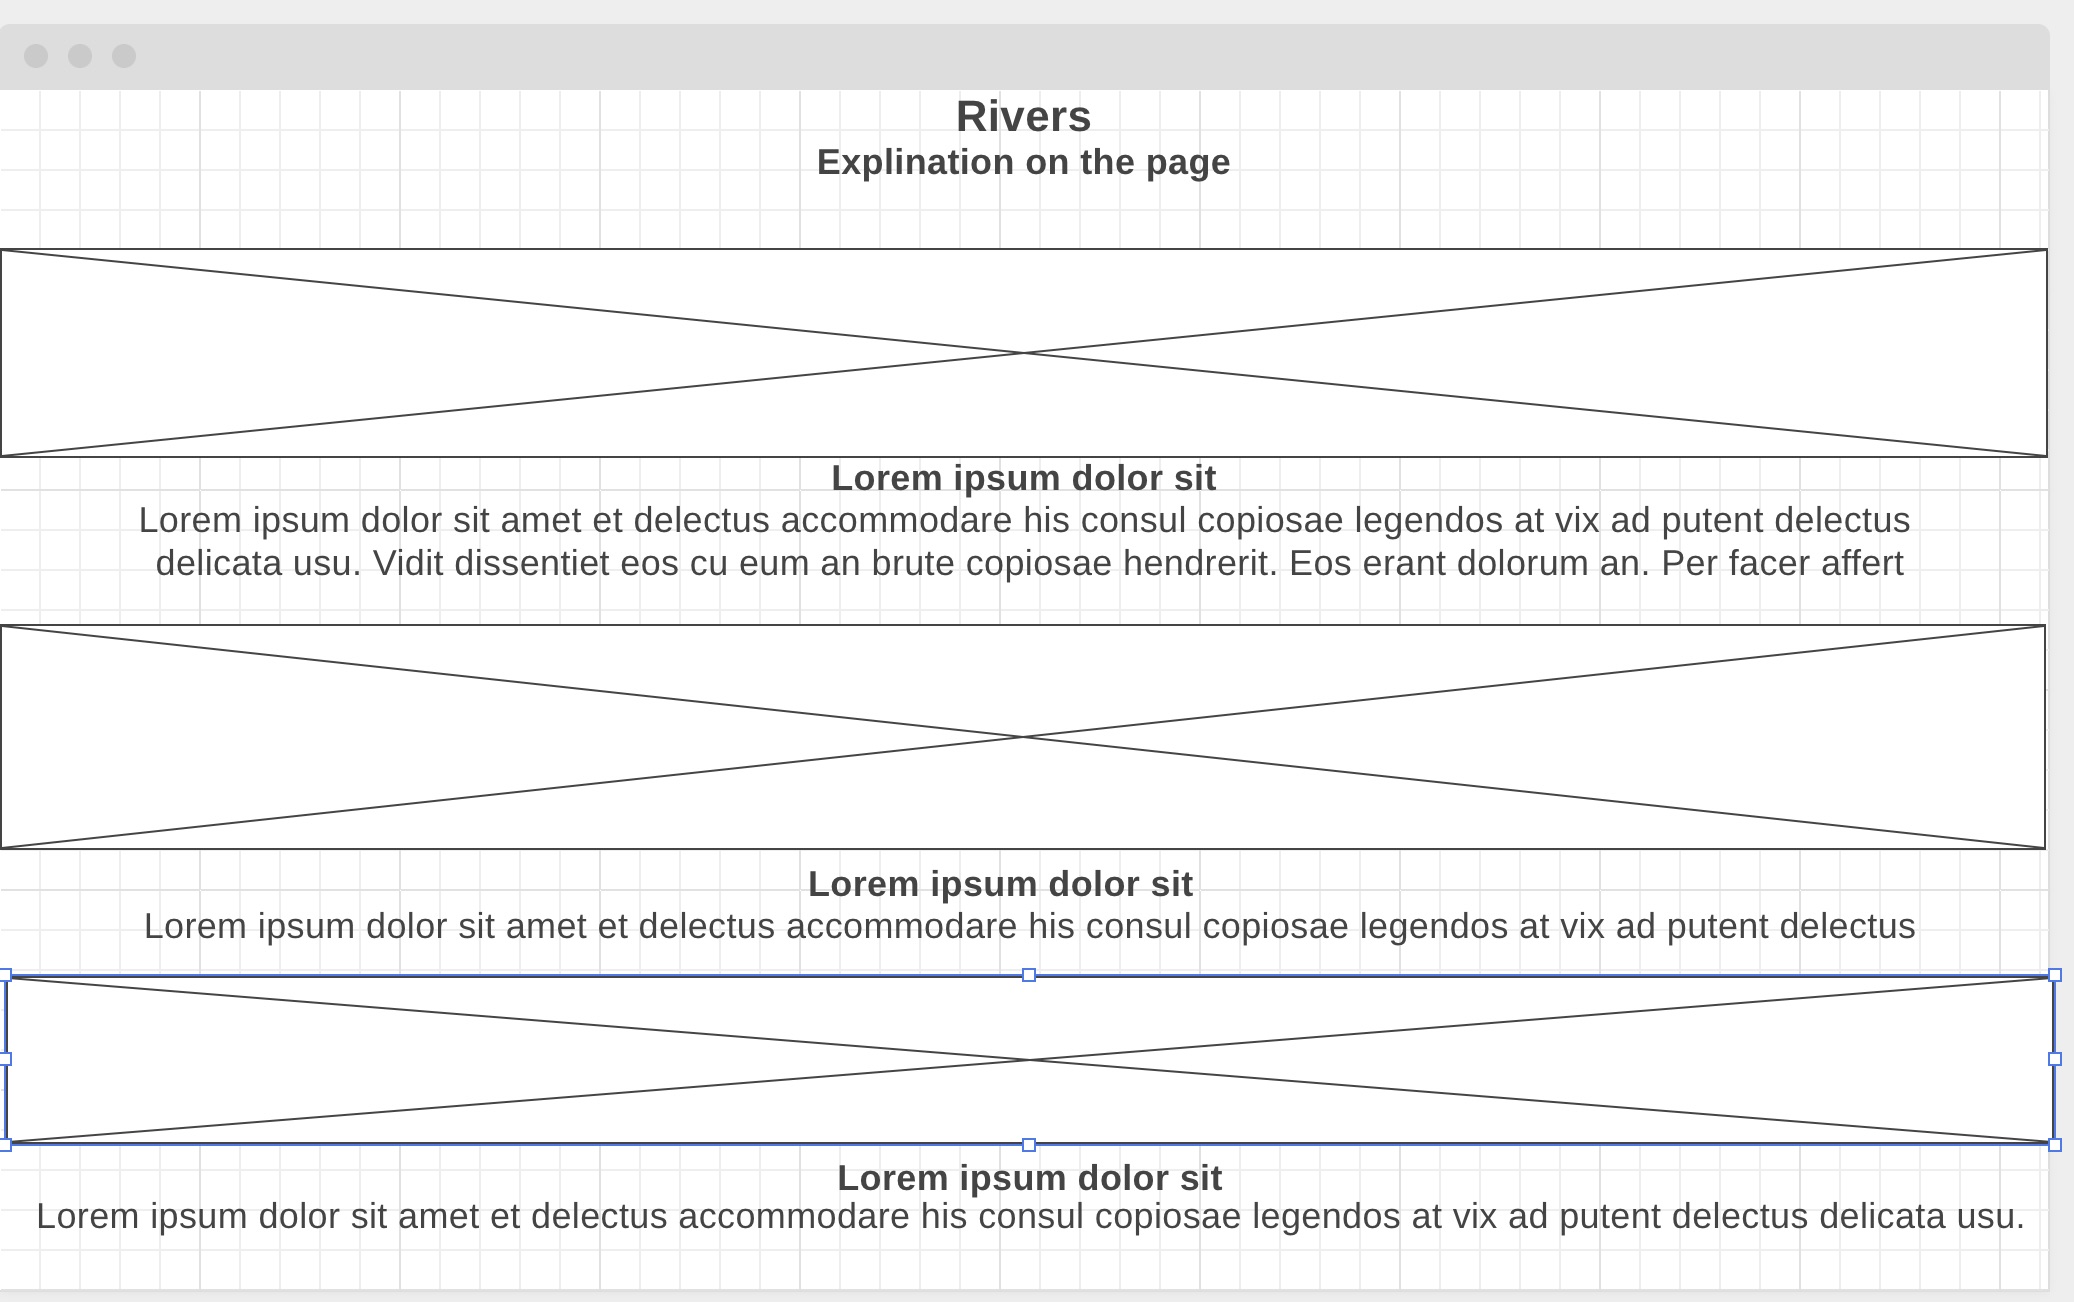 Rivers
Explination on the page
Lorem ipsum dolor sit
Lorem ipsum dolor sit amet et delectus accommodare his consul copiosae legendos at vix ad putent delectus
delicata usu. Vidit dissentiet eos cu eum an brute copiosae hendrerit. Eos erant dolorum an. Per facer affert
Lorem ipsum dolor sit
Lorem ipsum dolor sit amet et delectus accommodare his consul copiosae legendos at vix ad putent delectus
Lorem ipsum dolor sit
Lorem ipsum dolor sit amet et delectus accommodare his consul copiosae legendos at vix ad putent delectus delicata usu.